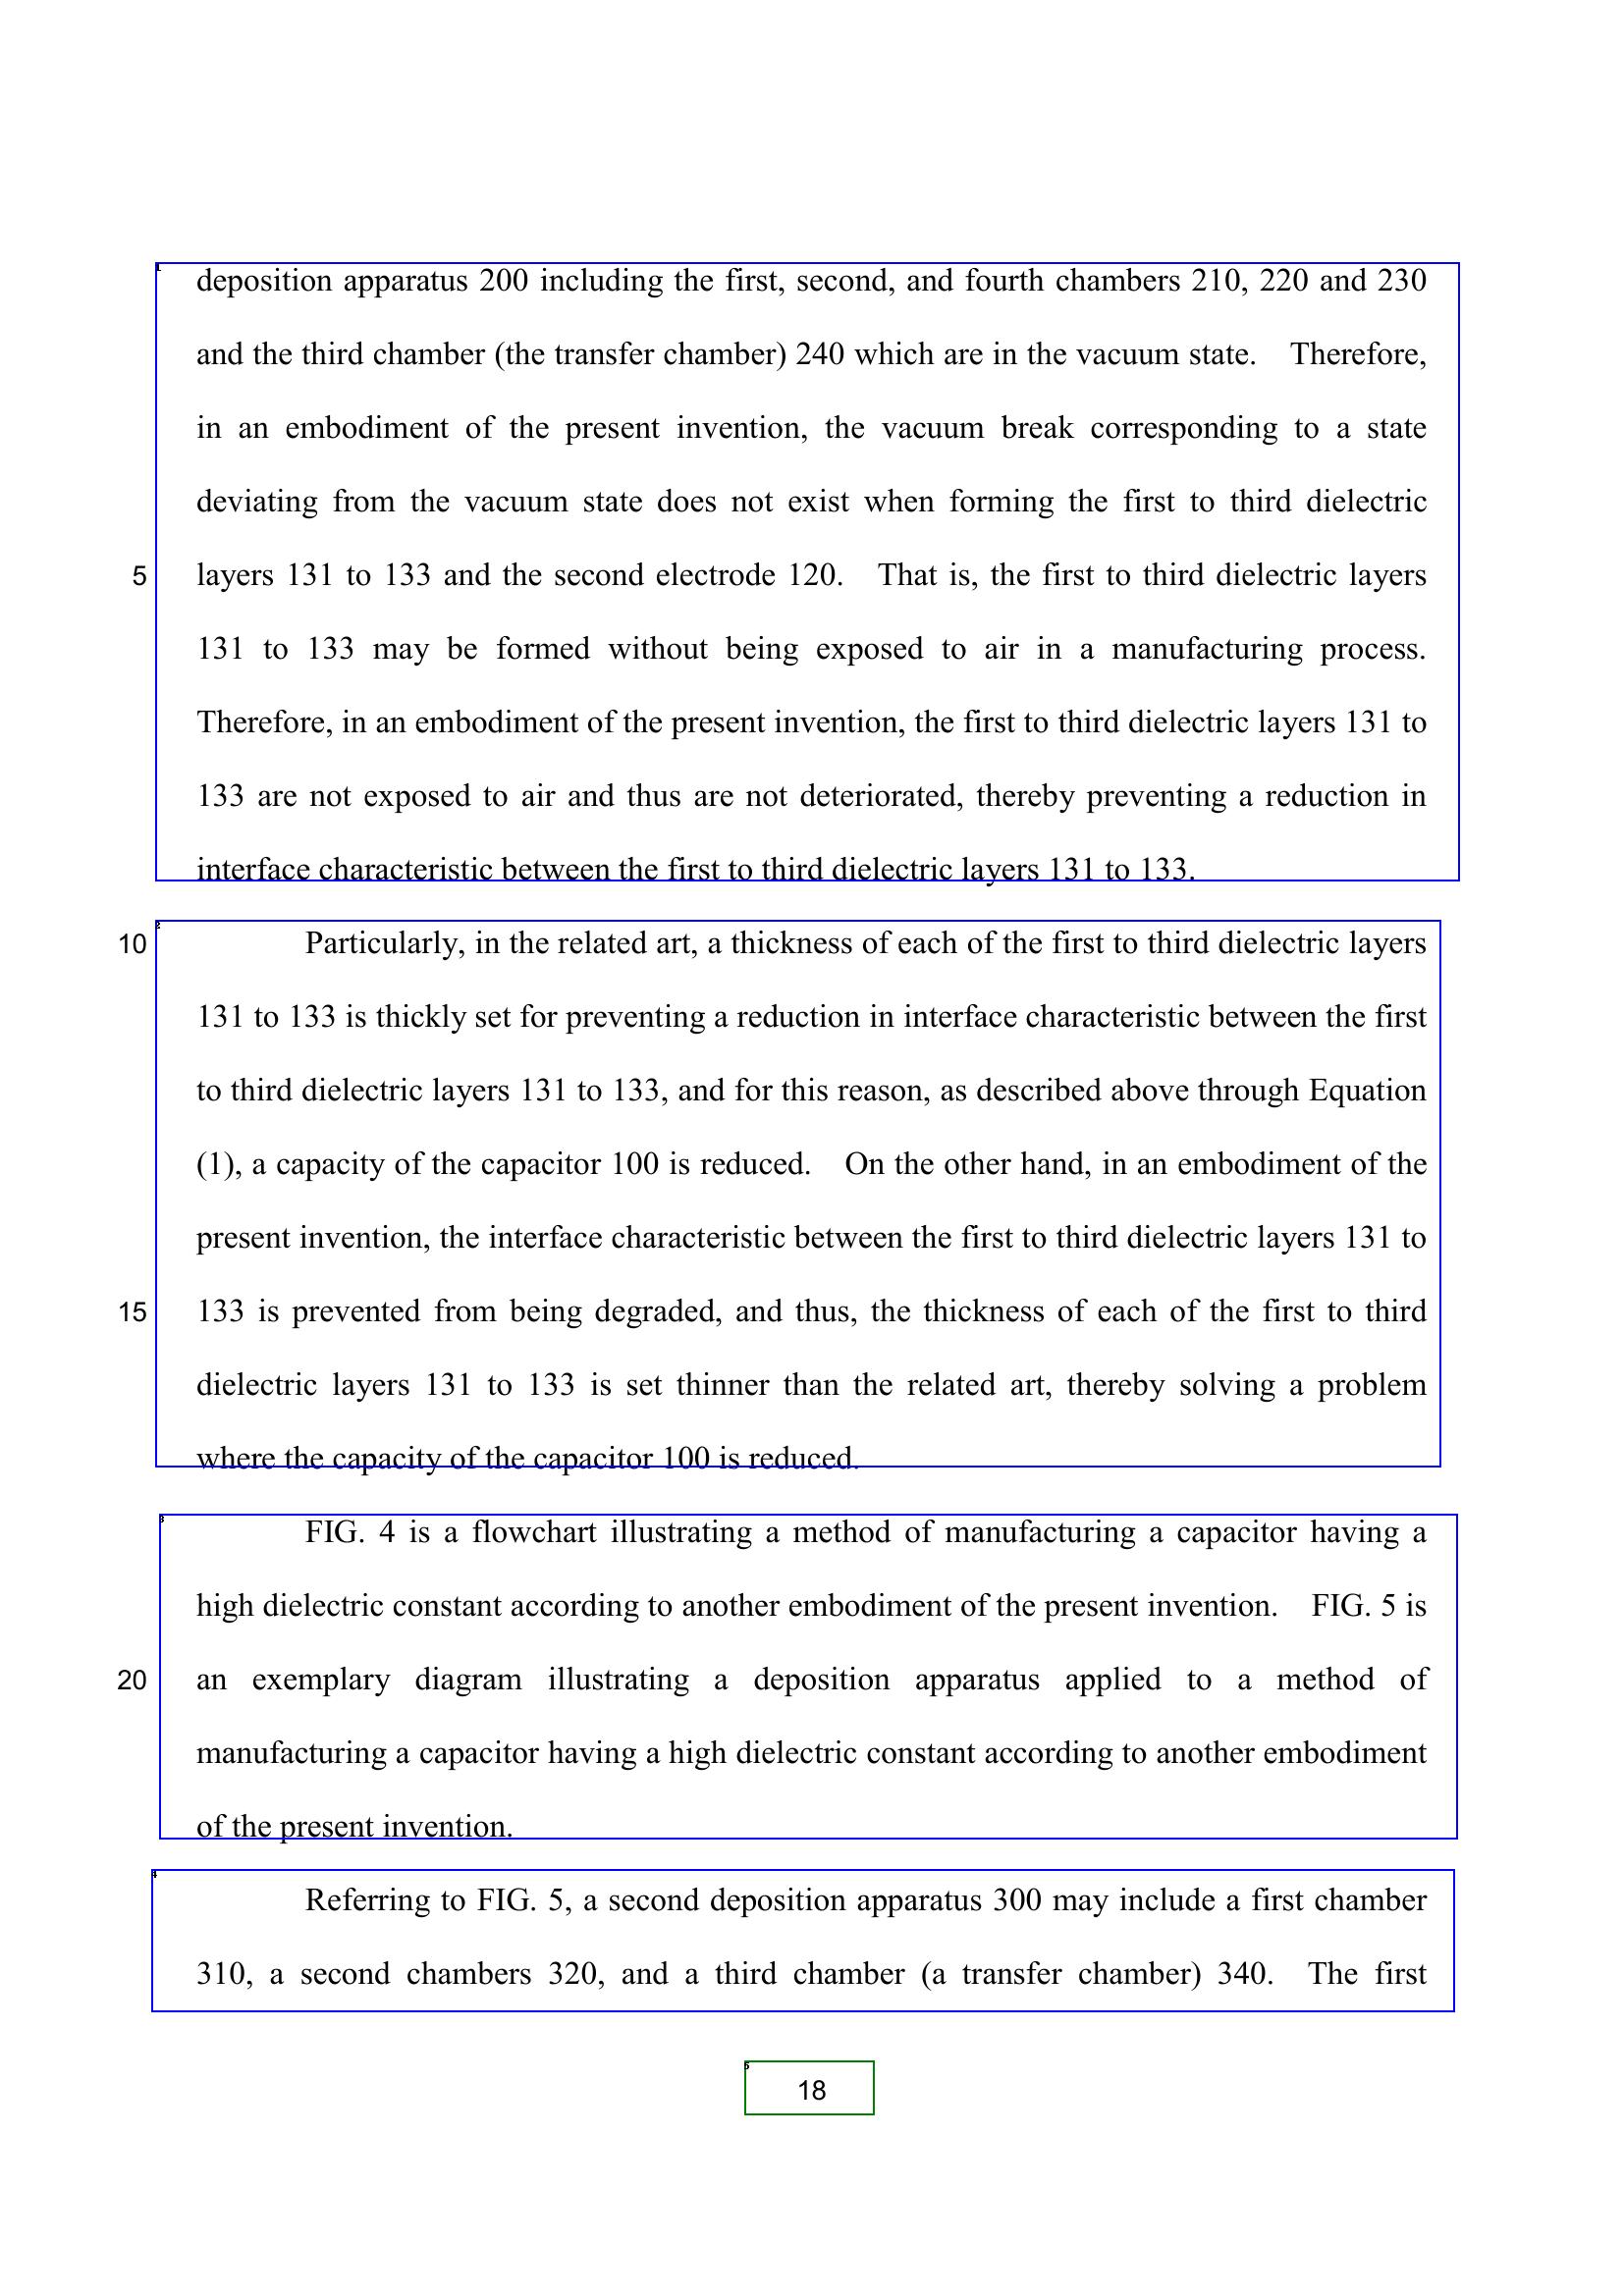 deposition apparatus 200 including the first, second, and fourth chambers 210, 220 and 230
and the third chamber (the transfer chamber) 240 which are in the vacuum state. Therefore,
in an embodiment of the present invention, the vacuum break corresponding to a state
deviating from the vacuum state does not exist when forming the first to third dielectric
5 layers 131 to 133 and the second electrode 120. That is, the first to third dielectric layers
131 to 133 may be formed without being exposed to air in a manufacturing process.
Therefore, in an embodiment of the present invention, the first to third dielectric layers 131 to
133 are not exposed to air and thus are not deteriorated, thereby preventing a reduction in
interface characteristic between the first to third dielectric layers 131 to 133.
10 Particularly, in the related art, a thickness of each of the first to third dielectric layers
131 to 133 is thickly set for preventing a reduction in interface characteristic between the first
to third dielectric layers 131 to 133, and for this reason, as described above through Equation
(1), a capacity of the capacitor 100 is reduced. On the other hand, in an embodiment of the
present invention, the interface characteristic between the first to third dielectric layers 131 to
15 133 is prevented from being degraded, and thus, the thickness of each of the first to third
dielectric layers 131 to 133 is set thinner than the related art, thereby solving a problem
where the capacity of the capacitor 100 is reduced.
FIG. 4 is a flowchart illustrating a method of manufacturing a capacitor having a
high dielectric constant according to another embodiment of the present invention. FIG. 5 is
20 an exemplary diagram illustrating a deposition apparatus applied to a method of
manufacturing a capacitor having a high dielectric constant according to another embodiment
of the present invention.
Referring to FIG. 5, a second deposition apparatus 300 may include a first chamber
310, a second chambers 320, and a third chamber (a transfer chamber) 340. The first
18